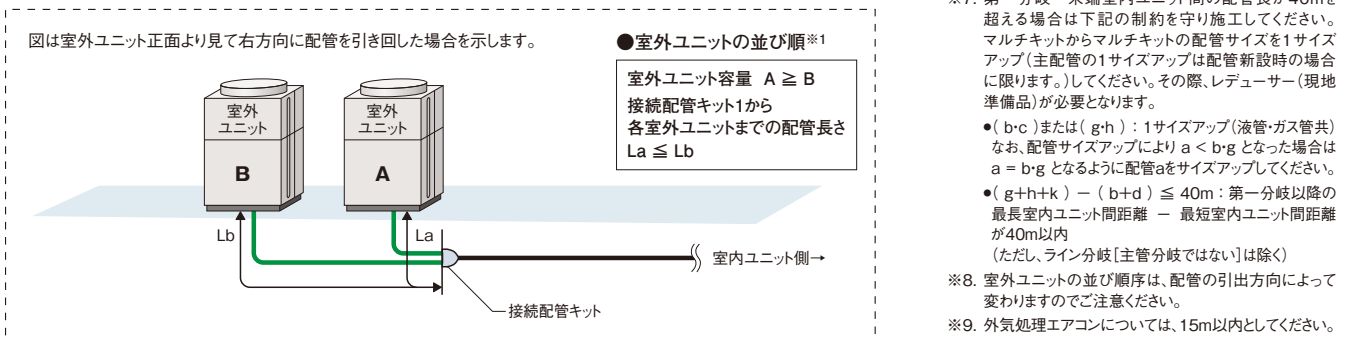 図は室外ユニット正面より見て右方向に配管を引き回した場合を示します。
●室外ユニットの並び順※1
室外ユニット容量 A ≧ B
接続配管キット1から
各室外ユニットまでの配管長さ
La ≦ Lb
室外
ユニット
B
室外
ユニット
A
Lb
La
室内ユニット側→
接続配管キット
超える場合は下記の制約を守り施工してください。
マルチキットからマルチキットの配管サイズを1サイズ
アップ(主配管の1サイズアップは配管新設時の場合
に限ります。)してください。その際、レデューサー(現地
準備品)が必要となります。
●( b・c )または( g・h ) : 1サイズアップ(液管・ガス管共)
なお、配管サイズアップにより a < b・g となった場合は
a = b・g となるように配管aをサイズアップしてください。
●( g+h+k ) − ( b+d ) ≦ 40m : 第一分岐以降の
最長室内ユニット間距離 − 最短室内ユニット間距離
が40m以内
(ただし、ライン分岐[主管分岐ではない]は除く)
※8. 室外ユニットの並び順序は、配管の引出方向によって
変わりますのでご注意ください。
※9. 外気処理エアコンについては、15m以内としてください。